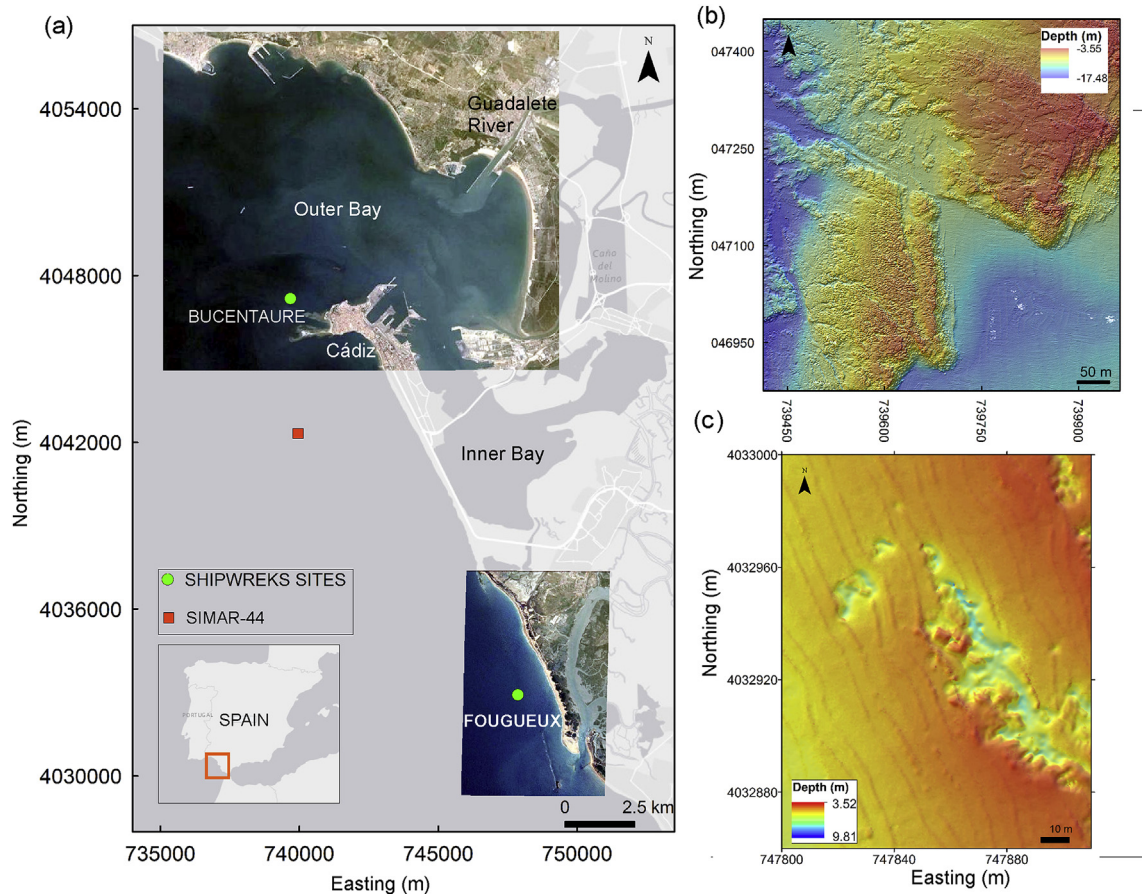 (a)
N
4054000
4048000
4042000
4036000
4030000
Northing (m)
Guadalete
River
Outer Bay
BUCENTAURE
Cádiz
Caño
del
Molino
Inner Bay
SHIPWREKS SITES
SIMAR-44
PORTUGAL
SPAIN
FOUGUEUX
0 2.5 km
735000 740000 745000 750000
Easting (m)
(b)
N
Depth (m)
-3.55
-17.48
047400
047250
047100
046950
Northing (m)
50 m
739450 739600 739750 739900
(c)
N
4033000
4032960
4032920
4032880
Northing (m)
Depth (m)
3.52
9.81
10 m
747800 747840 747880
Easting (m)